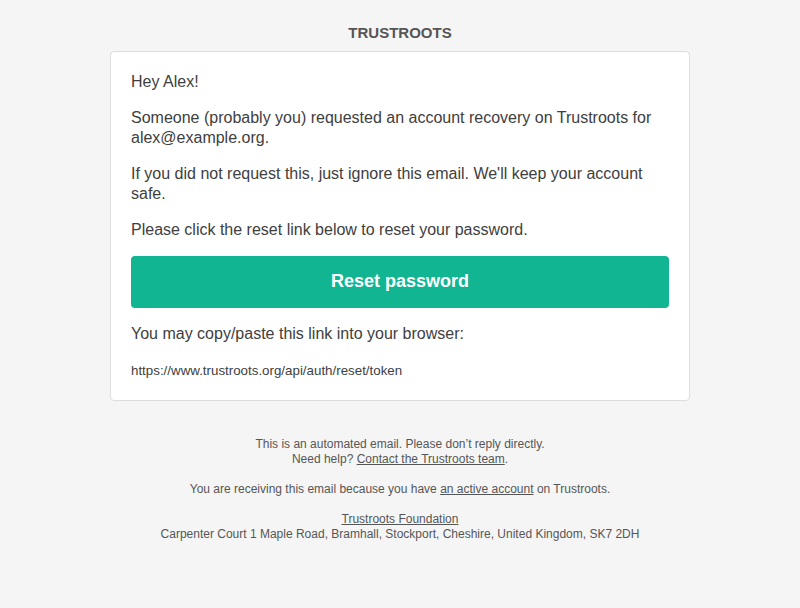 TRUSTROOTS
Hey Alex!
Someone (probably you) requested an account recovery on Trustroots for
alex@example.org.
If you did not request this, just ignore this email. We'll keep your account
safe.
Please click the reset link below to reset your password.
Reset password
You may copy/paste this link into your browser:
https://www.trustroots.org/api/auth/reset/token
This is an automated email. Please don’t reply directly.
Need help? Contact the Trustroots team.
You are receiving this email because you have an active account on Trustroots.
Trustroots Foundation
Carpenter Court 1 Maple Road, Bramhall, Stockport, Cheshire, United Kingdom, SK7 2DH